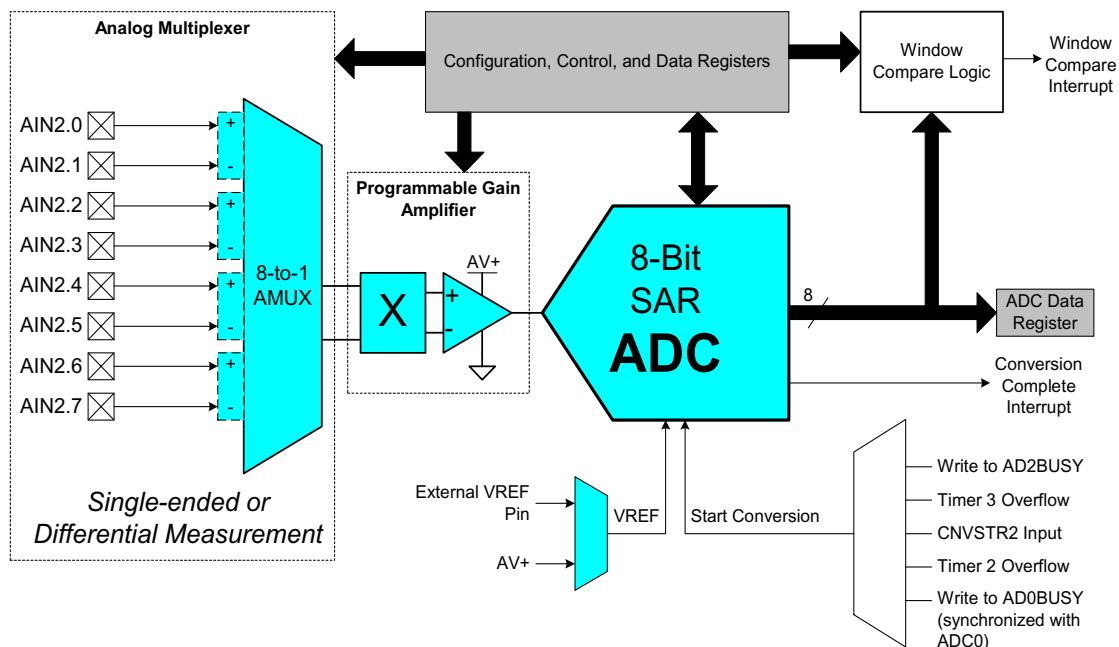 Analog Multiplexer
AIN2.0
AIN2.1
AIN2.2
AIN2.3
AIN2.4
AIN2.5
AIN2.6
AIN2.7
+
-
+
-
+
-
+
-
8-to-1
AMUX
Single-ended or
Differential Measurement
Configuration, Control, and Data Registers
Window
Compare Logic
Window
Compare
Interrupt
Programmable Gain
Amplifier
X
+
-
AV+
8-Bit
SAR
ADC
8
ADC Data
Register
Conversion
Complete
Interrupt
External VREF
Pin
AV+
VREF
Start Conversion
Write to AD2BUSY
Timer 3 Overflow
CNVSTR2 Input
Timer 2 Overflow
Write to AD0BUSY
(synchronized with
ADC0)